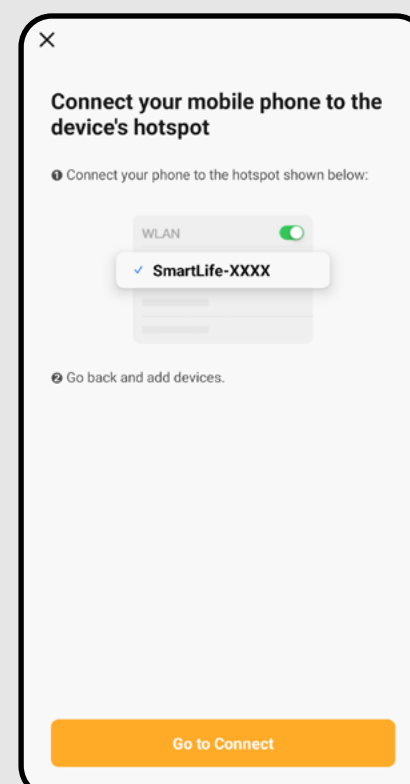 Connect your mobile phone to the
device's hotspot
❶ Connect your phone to the hotspot shown below:
WLAN
SmartLife-XXXX
❷ Go back and add devices.
Go to Connect